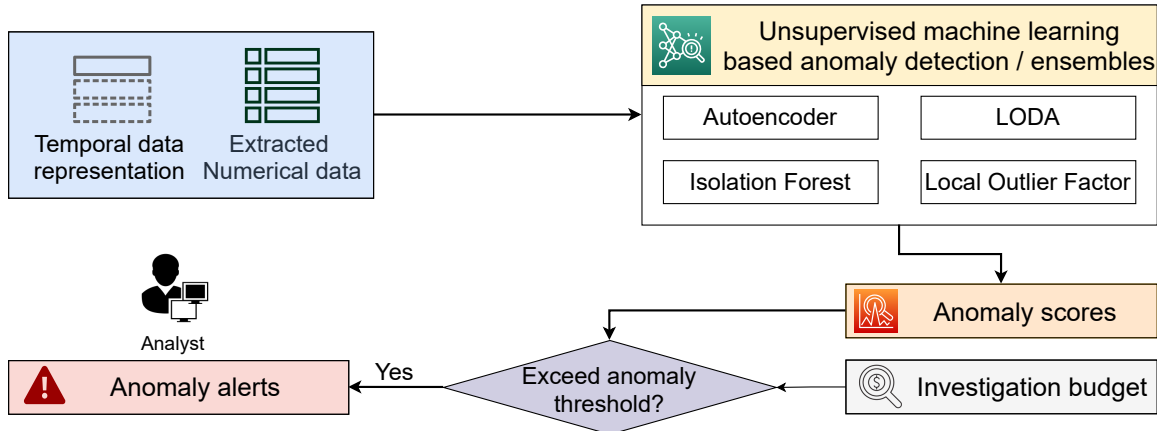 Temporal data
representation
Extracted
Numerical data
Unsupervised machine learning
based anomaly detection / ensembles
Autoencoder
LODA
Isolation Forest
Local Outlier Factor
Anomaly scores
Analyst
Anomaly alerts
Yes
Exceed anomaly
threshold?
Investigation budget